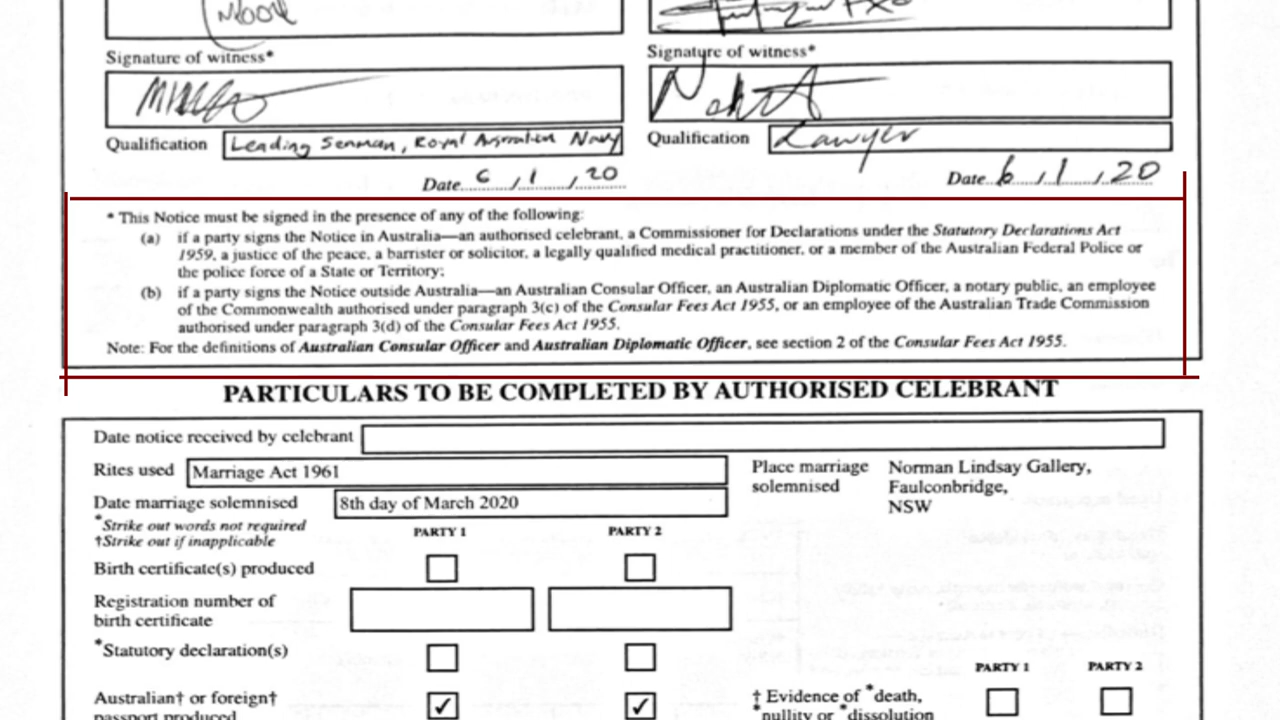 Moore
Signature of witness* Signature of witness*
Qualification Leading Seaman, Royal Australian Navy Qualification Lawyer
Date 6 / 1 / 20 Date 6 / 1 / 20
* This Notice must be signed in the presence of any of the following:
(a) if a party signs the Notice in Australia—an authorised celebrant, a Commissioner for Declarations under the Statutory Declarations Act
1959, a justice of the peace, a barrister or solicitor, a legally qualified medical practitioner, or a member of the Australian Federal Police or
the police force of a State or Territory;
(b) if a party signs the Notice outside Australia—an Australian Consular Officer, an Australian Diplomatic Officer, a notary public, an employee
of the Commonwealth authorised under paragraph 3(c) of the Consular Fees Act 1955, or an employee of the Australian Trade Commission
authorised under paragraph 3(d) of the Consular Fees Act 1955.
Note: For the definitions of Australian Consular Officer and Australian Diplomatic Officer, see section 2 of the Consular Fees Act 1955.
PARTICULARS TO BE COMPLETED BY AUTHORISED CELEBRANT
Date notice received by celebrant
Rites used Marriage Act 1961
Place marriage solemnised Norman Lindsay Gallery,
Faulconbridge,
NSW
Date marriage solemnised 8th day of March 2020
*Strike out words not required
†Strike out if inapplicable
PARTY 1 PARTY 2
Birth certificate(s) produced
Registration number of
birth certificate
*Statutory declaration(s)
Australian† or foreign† ✓ ✓
passport produced
PARTY 1 PARTY 2
† Evidence of *death,
*nullity or *dissolution